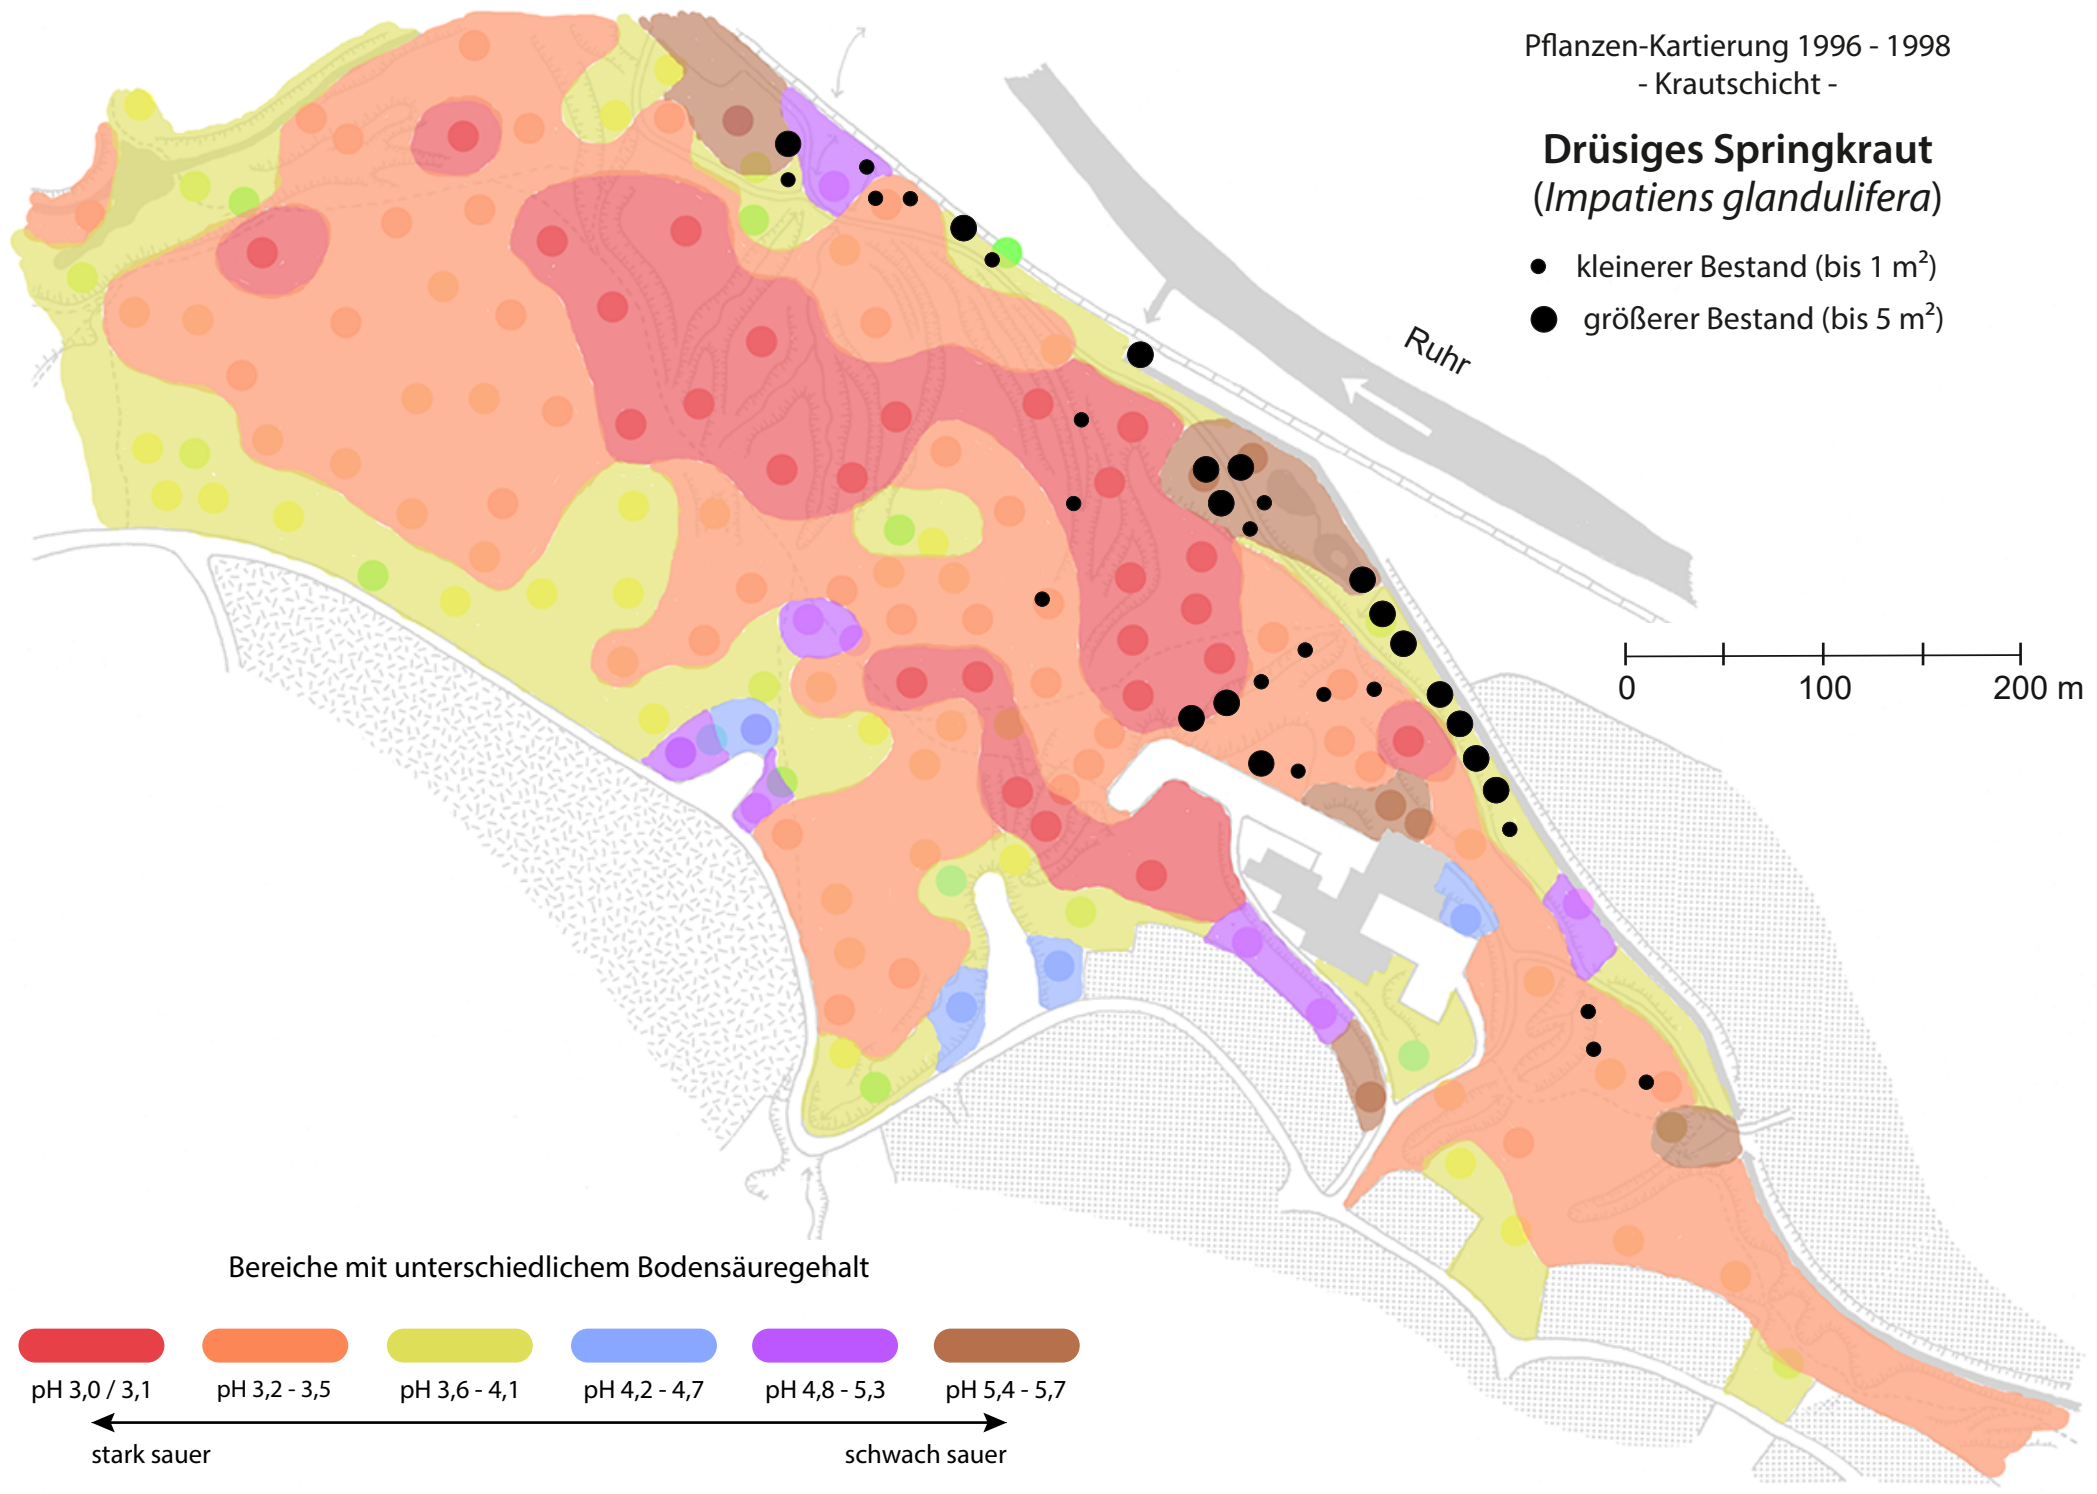 Pflanzen-Kartierung 1996 - 1998
- Krautschicht -
Drüsiges Springkraut
(Impatiens glandulifera)
kleinerer Bestand (bis 1 m²)
größerer Bestand (bis 5 m²)
Ruhr
0 100 200 m
Bereiche mit unterschiedlichem Bodensäuregehalt
pH 3,0 / 3,1 pH 3,2 - 3,5 pH 3,6 - 4,1 pH 4,2 - 4,7 pH 4,8 - 5,3 pH 5,4 - 5,7
stark sauer schwach sauer